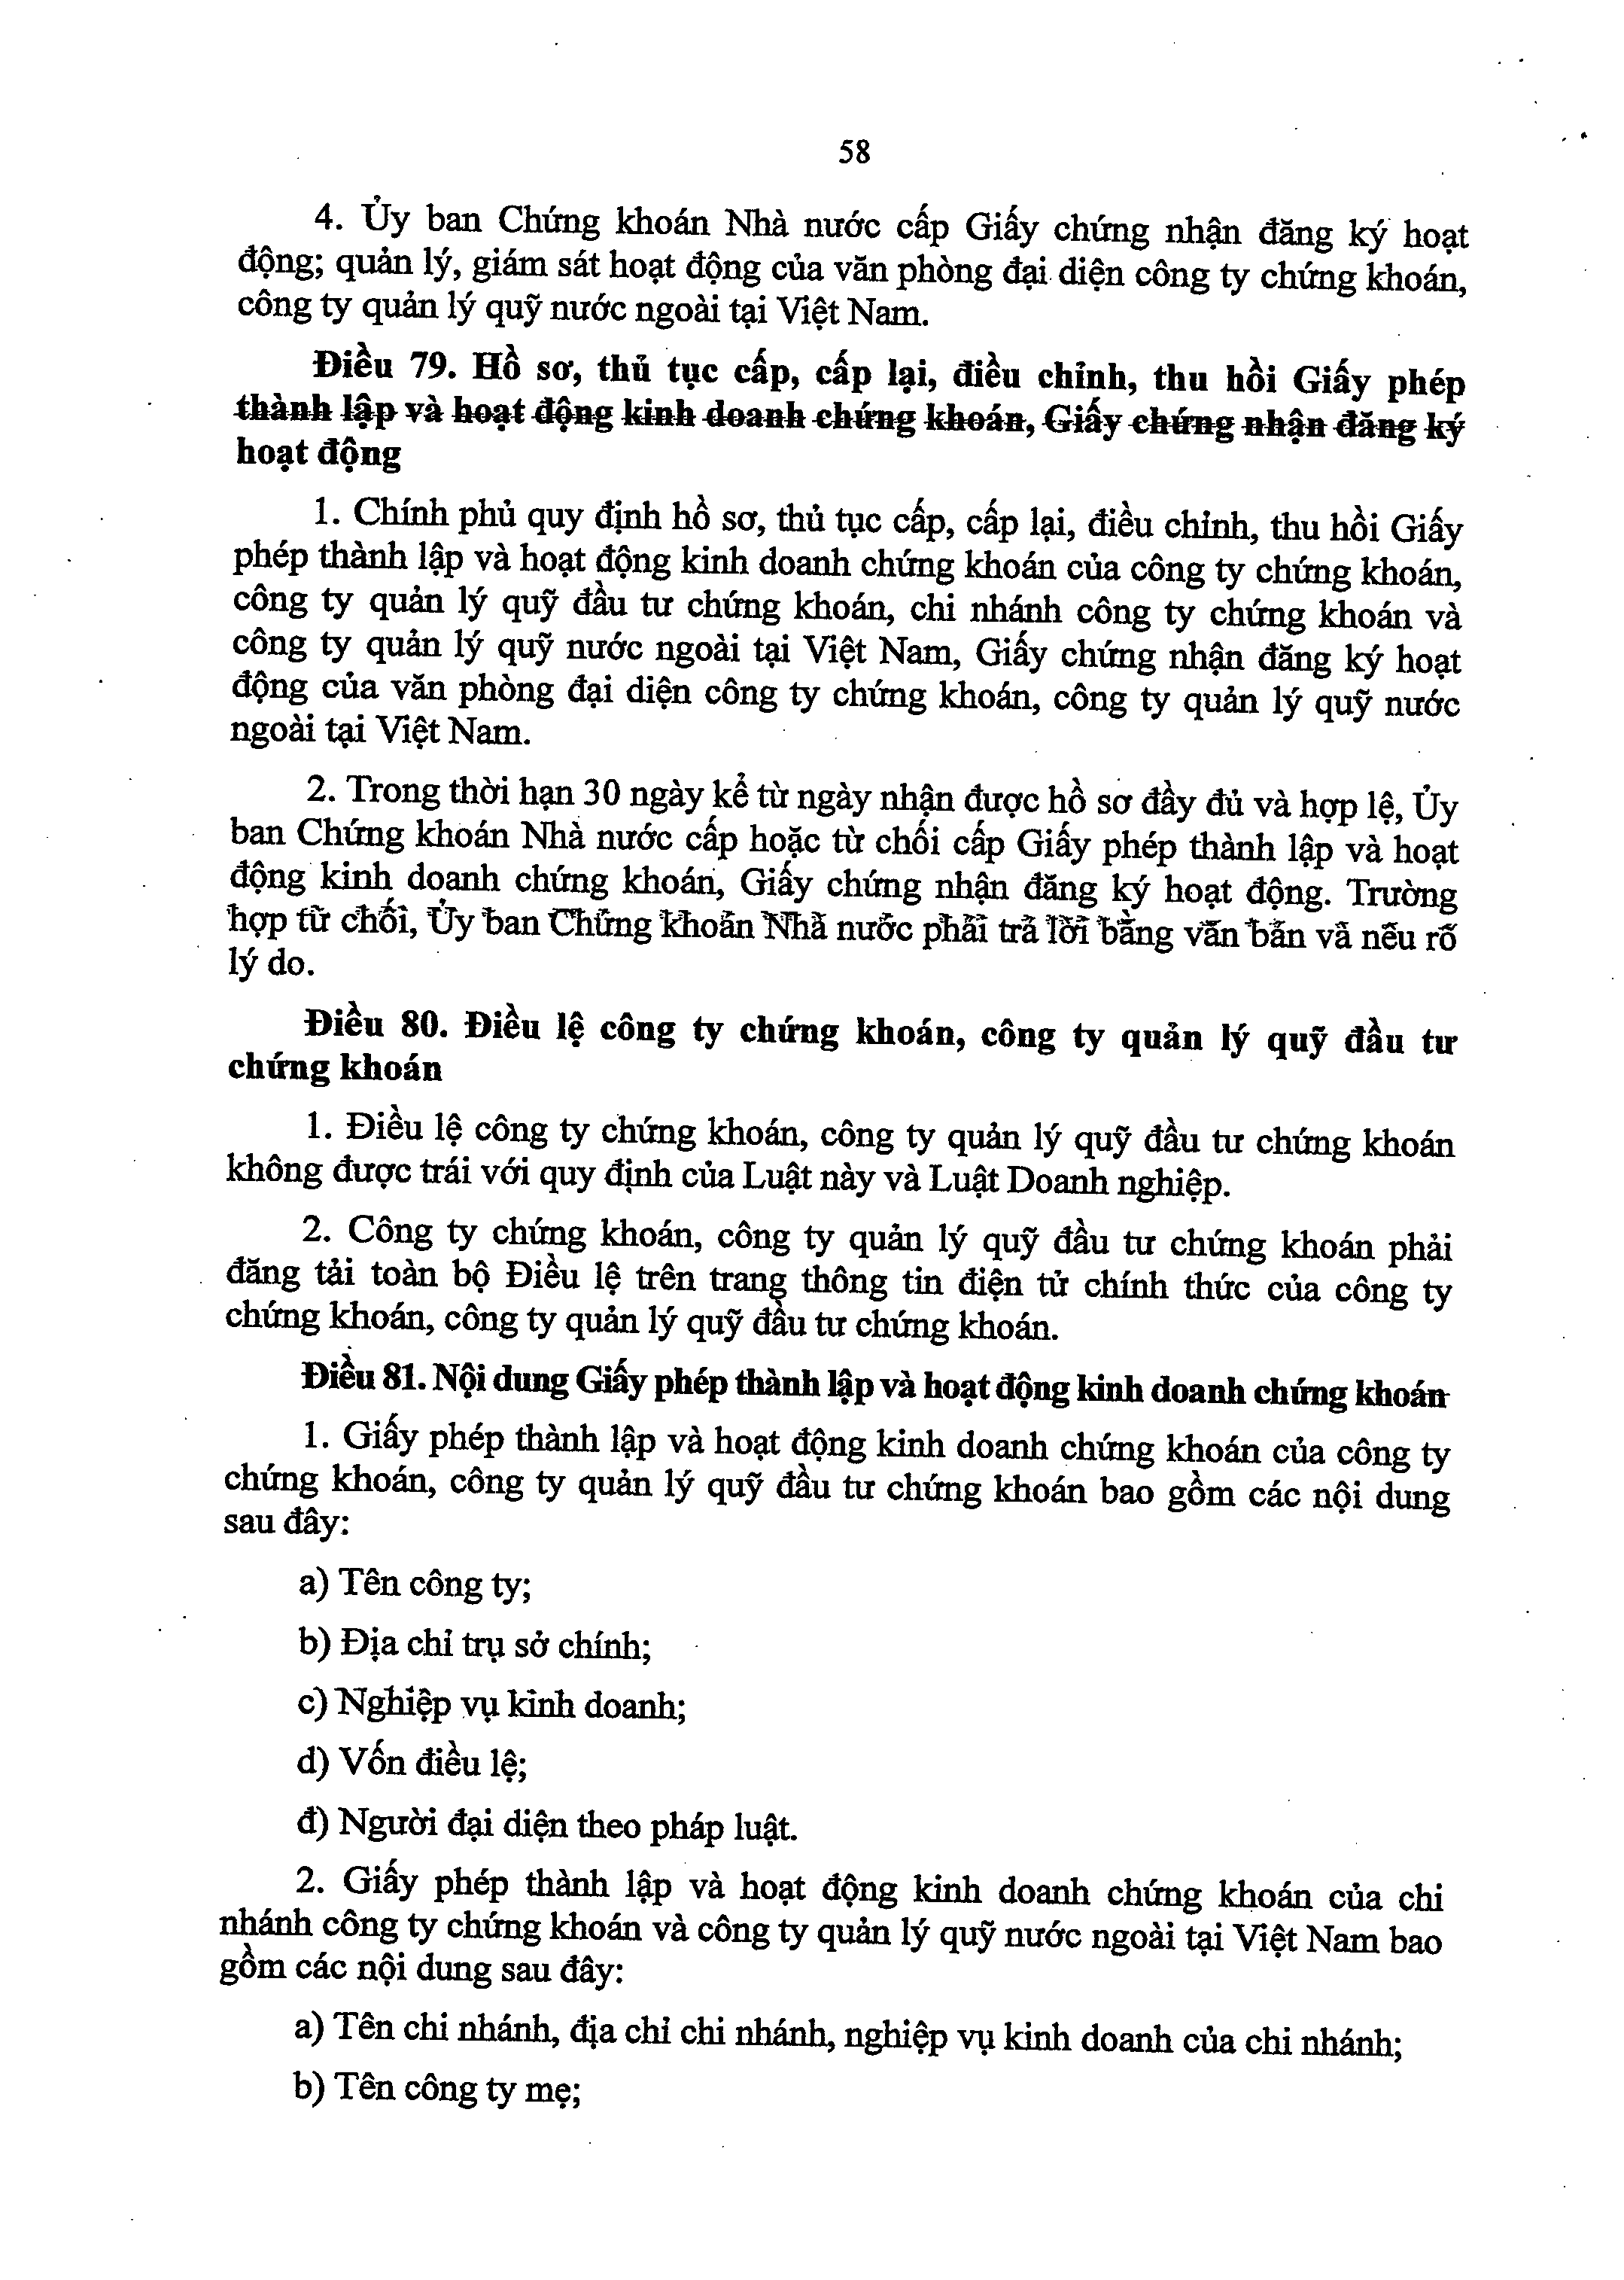 58
4. Ủy ban Chứng khoán Nhà nước cấp Giấy chứng nhận đăng ký hoạt
động; quản lý, giám sát hoạt động của văn phòng đại diện công ty chứng khoán,
công ty quản lý quỹ nước ngoài tại Việt Nam.
Điều 79. Hồ sơ, thủ tục cấp, cấp lại, điều chỉnh, thu hồi Giấy phép
thành lập và hoạt động kinh doanh chứng khoán, Giấy chứng nhận đăng ký
hoạt động
1. Chính phủ quy định hồ sơ, thủ tục cấp, cấp lại, điều chỉnh, thu hồi Giấy
phép thành lập và hoạt động kinh doanh chứng khoán của công ty chứng khoán,
công ty quản lý quỹ đầu tư chứng khoán, chi nhánh công ty chứng khoán và
công ty quản lý quỹ nước ngoài tại Việt Nam, Giấy chứng nhận đăng ký hoạt
động của văn phòng đại diện công ty chứng khoán, công ty quản lý quỹ nước
ngoài tại Việt Nam.
2. Trong thời hạn 30 ngày kể từ ngày nhận được hồ sơ đầy đủ và hợp lệ, Ủy
ban Chứng khoán Nhà nước cấp hoặc từ chối cấp Giấy phép thành lập và hoạt
động kinh doanh chứng khoán, Giấy chứng nhận đăng ký hoạt động. Trường
hợp từ chối, Ủy ban Chứng khoán Nhà nước phải trả lời bằng văn bản và nêu rõ
lý do.
Điều 80. Điều lệ công ty chứng khoán, công ty quản lý quỹ đầu tư
chứng khoán
1. Điều lệ công ty chứng khoán, công ty quản lý quỹ đầu tư chứng khoán
không được trái với quy định của Luật này và Luật Doanh nghiệp.
2. Công ty chứng khoán, công ty quản lý quỹ đầu tư chứng khoán phải
đăng tải toàn bộ Điều lệ trên trang thông tin điện tử chính thức của công ty
chứng khoán, công ty quản lý quỹ đầu tư chứng khoán.
Điều 81. Nội dung Giấy phép thành lập và hoạt động kinh doanh chứng khoán
1. Giấy phép thành lập và hoạt động kinh doanh chứng khoán của công ty
chứng khoán, công ty quản lý quỹ đầu tư chứng khoán bao gồm các nội dung
sau đây:
a) Tên công ty;
b) Địa chỉ trụ sở chính;
c) Nghiệp vụ kinh doanh;
d) Vốn điều lệ;
đ) Người đại diện theo pháp luật.
2. Giấy phép thành lập và hoạt động kinh doanh chứng khoán của chi
nhánh công ty chứng khoán và công ty quản lý quỹ nước ngoài tại Việt Nam bao
gồm các nội dung sau đây:
a) Tên chi nhánh, địa chỉ chi nhánh, nghiệp vụ kinh doanh của chi nhánh;
b) Tên công ty mẹ;